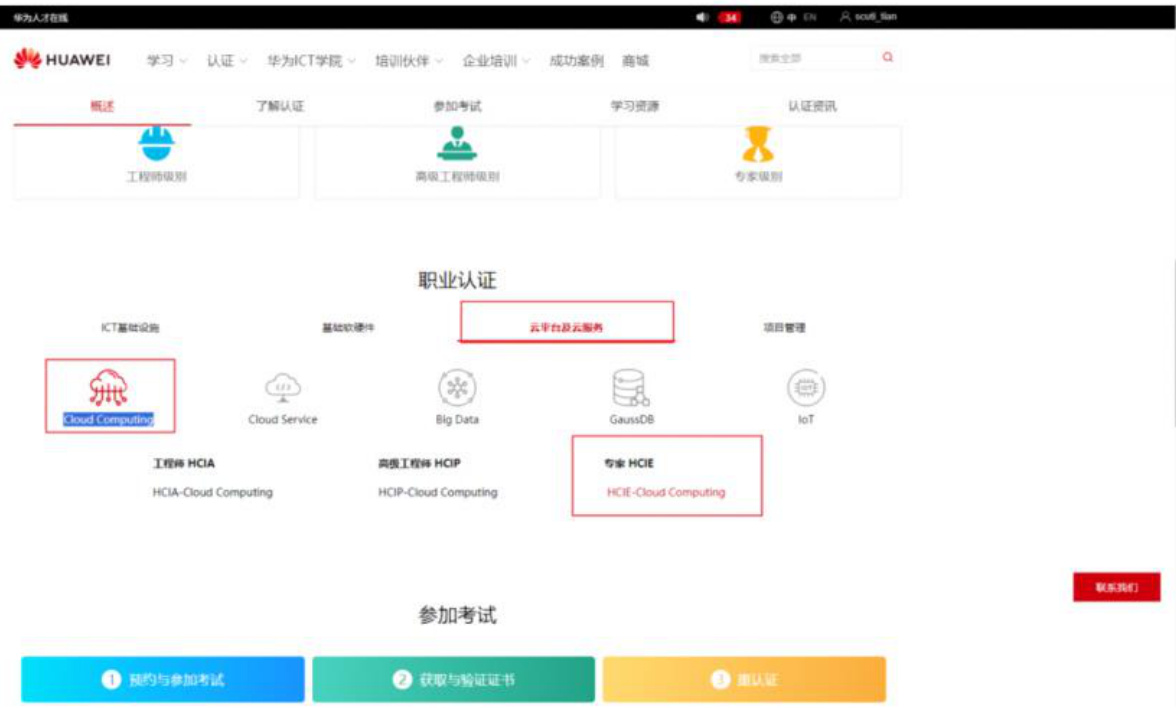 华为人才在线 34 中 EN scuti_tian
HUAWEI 学习 认证 华为ICT学院 培训伙伴 企业培训 成功案例 商城 搜索全部
概述 了解认证 参加考试 学习资源 认证资讯
工程师级别 高级工程师级别 专家级别
职业认证
ICT基础设施 基础软硬件 云平台及云服务 项目管理
Cloud Computing Cloud Service Big Data GaussDB IoT
工程师 HCIA 高级工程师 HCIP 专家 HCIE
HCIA-Cloud Computing HCIP-Cloud Computing HCIE-Cloud Computing
联系我们
参加考试
1 预约与参加考试 2 获取与验证证书 3 重认证